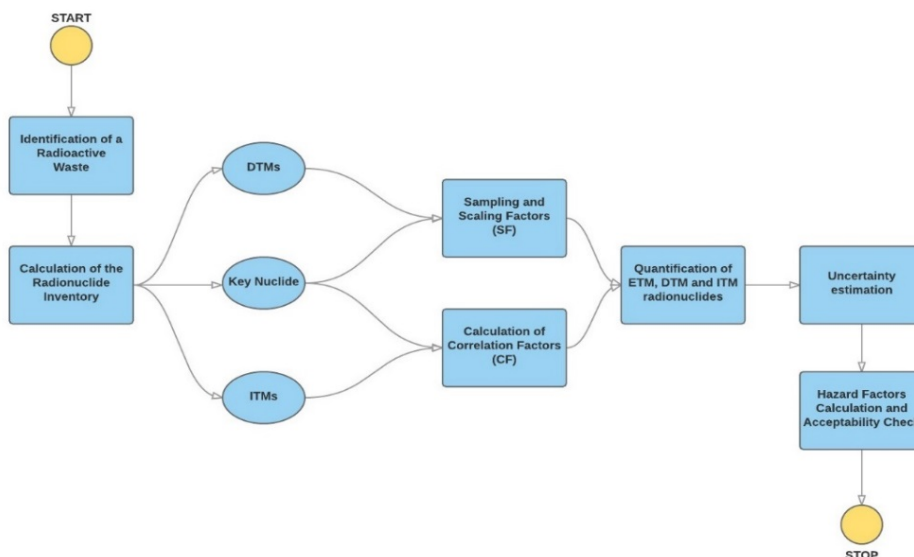 START
Identification of a
Radioactive
Waste
Calculation of the
Radionuclide
Inventory
DTMs
Key Nuclide
ITMs
Sampling and
Scaling Factors
(SF)
Calculation of
Correlation Factors
(CF)
Quantification of
ETM, DTM and ITM
radionuclides
Uncertainty
estimation
Hazard Factors
Calculation and
Acceptability Chec
STOP